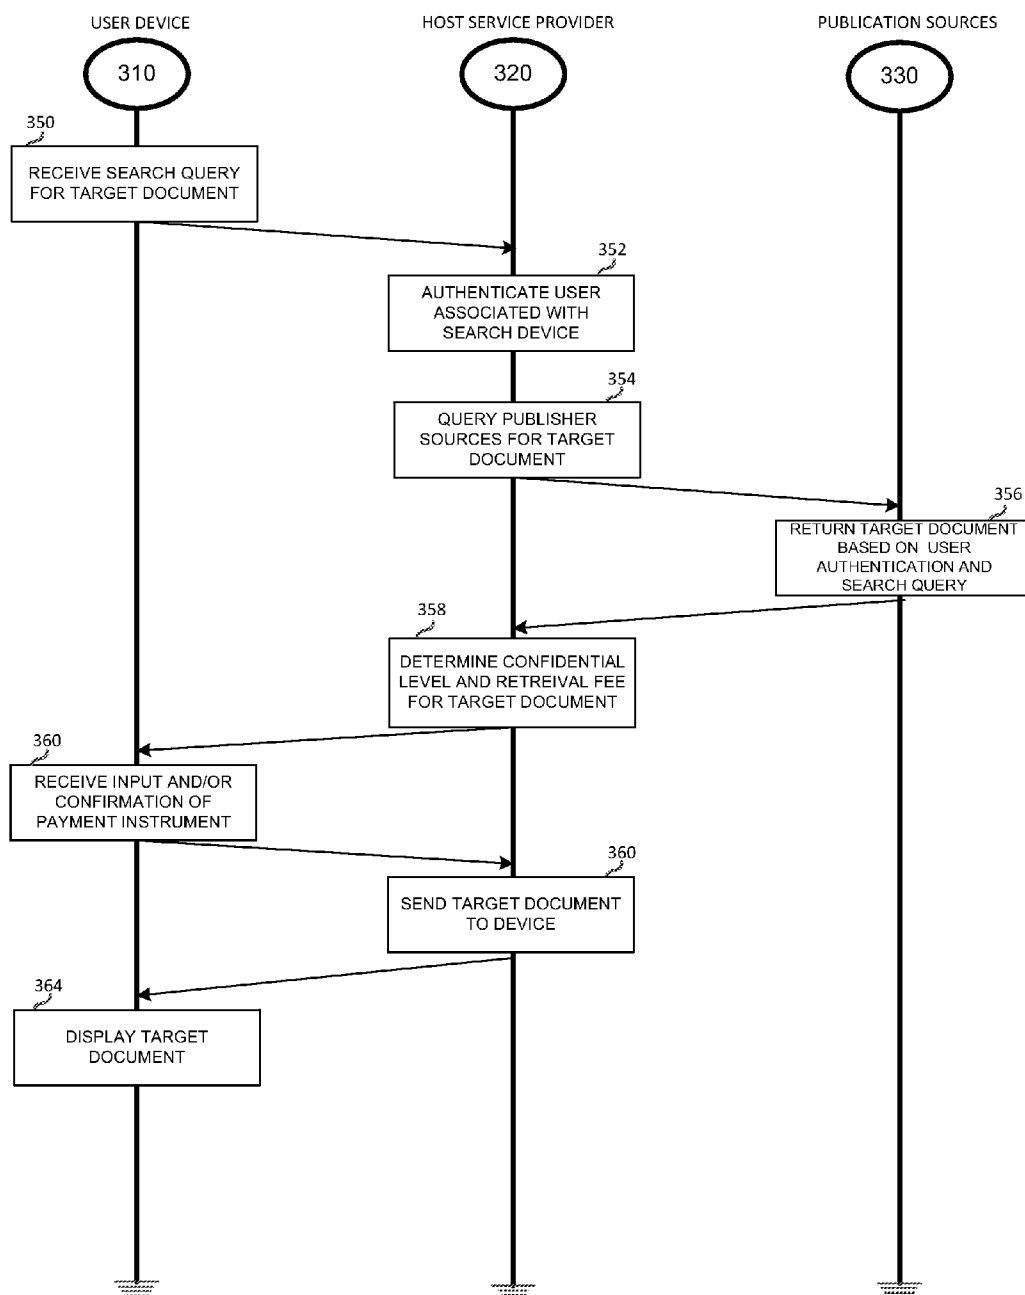 USER DEVICE
HOST SERVICE PROVIDER
PUBLICATION SOURCES
310
320
330
350
RECEIVE SEARCH QUERY
FOR TARGET DOCUMENT
352
AUTHENTICATE USER
ASSOCIATED WITH
SEARCH DEVICE
354
QUERY PUBLISHER
SOURCES FOR TARGET
DOCUMENT
356
RETURN TARGET DOCUMENT
BASED ON USER
AUTHENTICATION AND
SEARCH QUERY
358
DETERMINE CONFIDENTIAL
LEVEL AND RETREIVAL FEE
FOR TARGET DOCUMENT
360
RECEIVE INPUT AND/OR
CONFIRMATION OF
PAYMENT INSTRUMENT
360
SEND TARGET DOCUMENT
TO DEVICE
364
DISPLAY TARGET
DOCUMENT